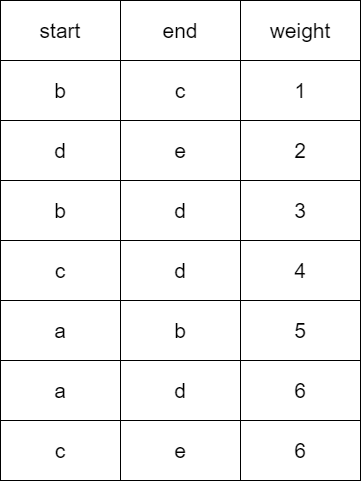 start end weight
b c 1
d e 2
b d 3
c d 4
a b 5
a d 6
c e 6